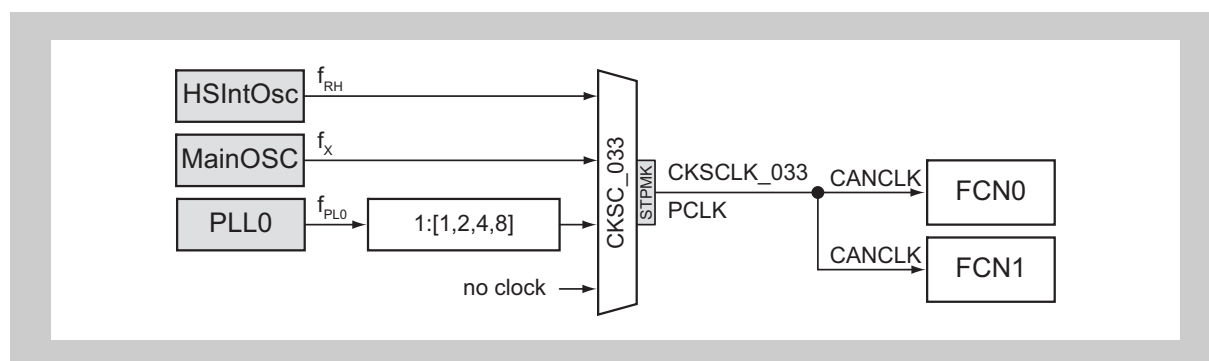 HSIntOsc
f_RH
MainOSC
f_X
PLL0
f_PL0
1:[1,2,4,8]
no clock
CKSC_033
STPMK
CKSCLK_033
PCLK
CANCLK
FCN0
CANCLK
FCN1